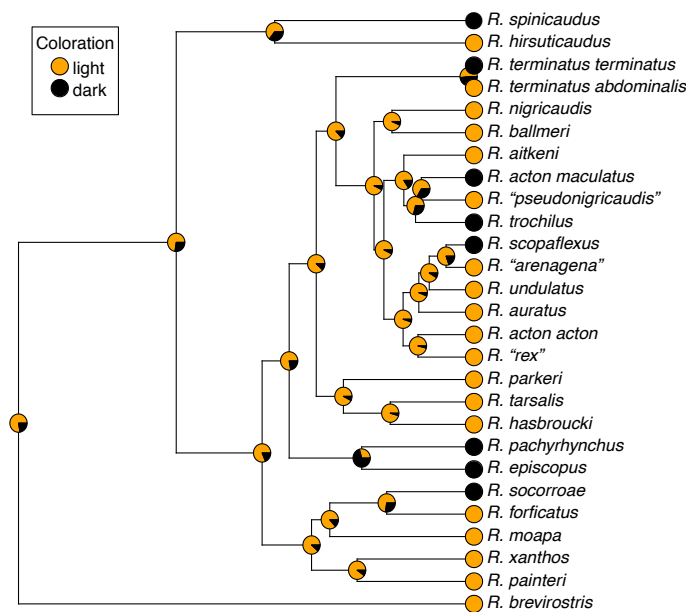 Coloration
light
dark
R. spinicaudus
R. hirsuticaudus
R. terminatus terminatus
R. terminatus abdominalis
R. nigricaudis
R. ballmeri
R. aitkeni
R. acton maculatus
R. “pseudonigricaudis”
R. trochilus
R. scopaflexus
R. “arenagena”
R. undulatus
R. auratus
R. acton acton
R. “rex”
R. parkeri
R. tarsalis
R. hasbroucki
R. pachyrhynchus
R. episcopus
R. socorroae
R. forficatus
R. moapa
R. xanthos
R. painteri
R. brevirostris